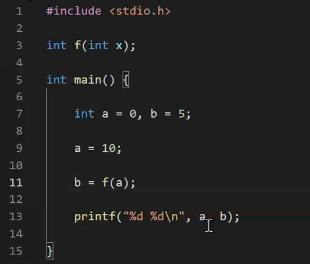 1 #include <stdio.h>
2
3 int f(int x);
4
5 int main() {
6
7 int a = 0, b = 5;
8
9 a = 10;
10
11 b = f(a);
12
13 printf("%d %d\n", a, b);
14
15 }